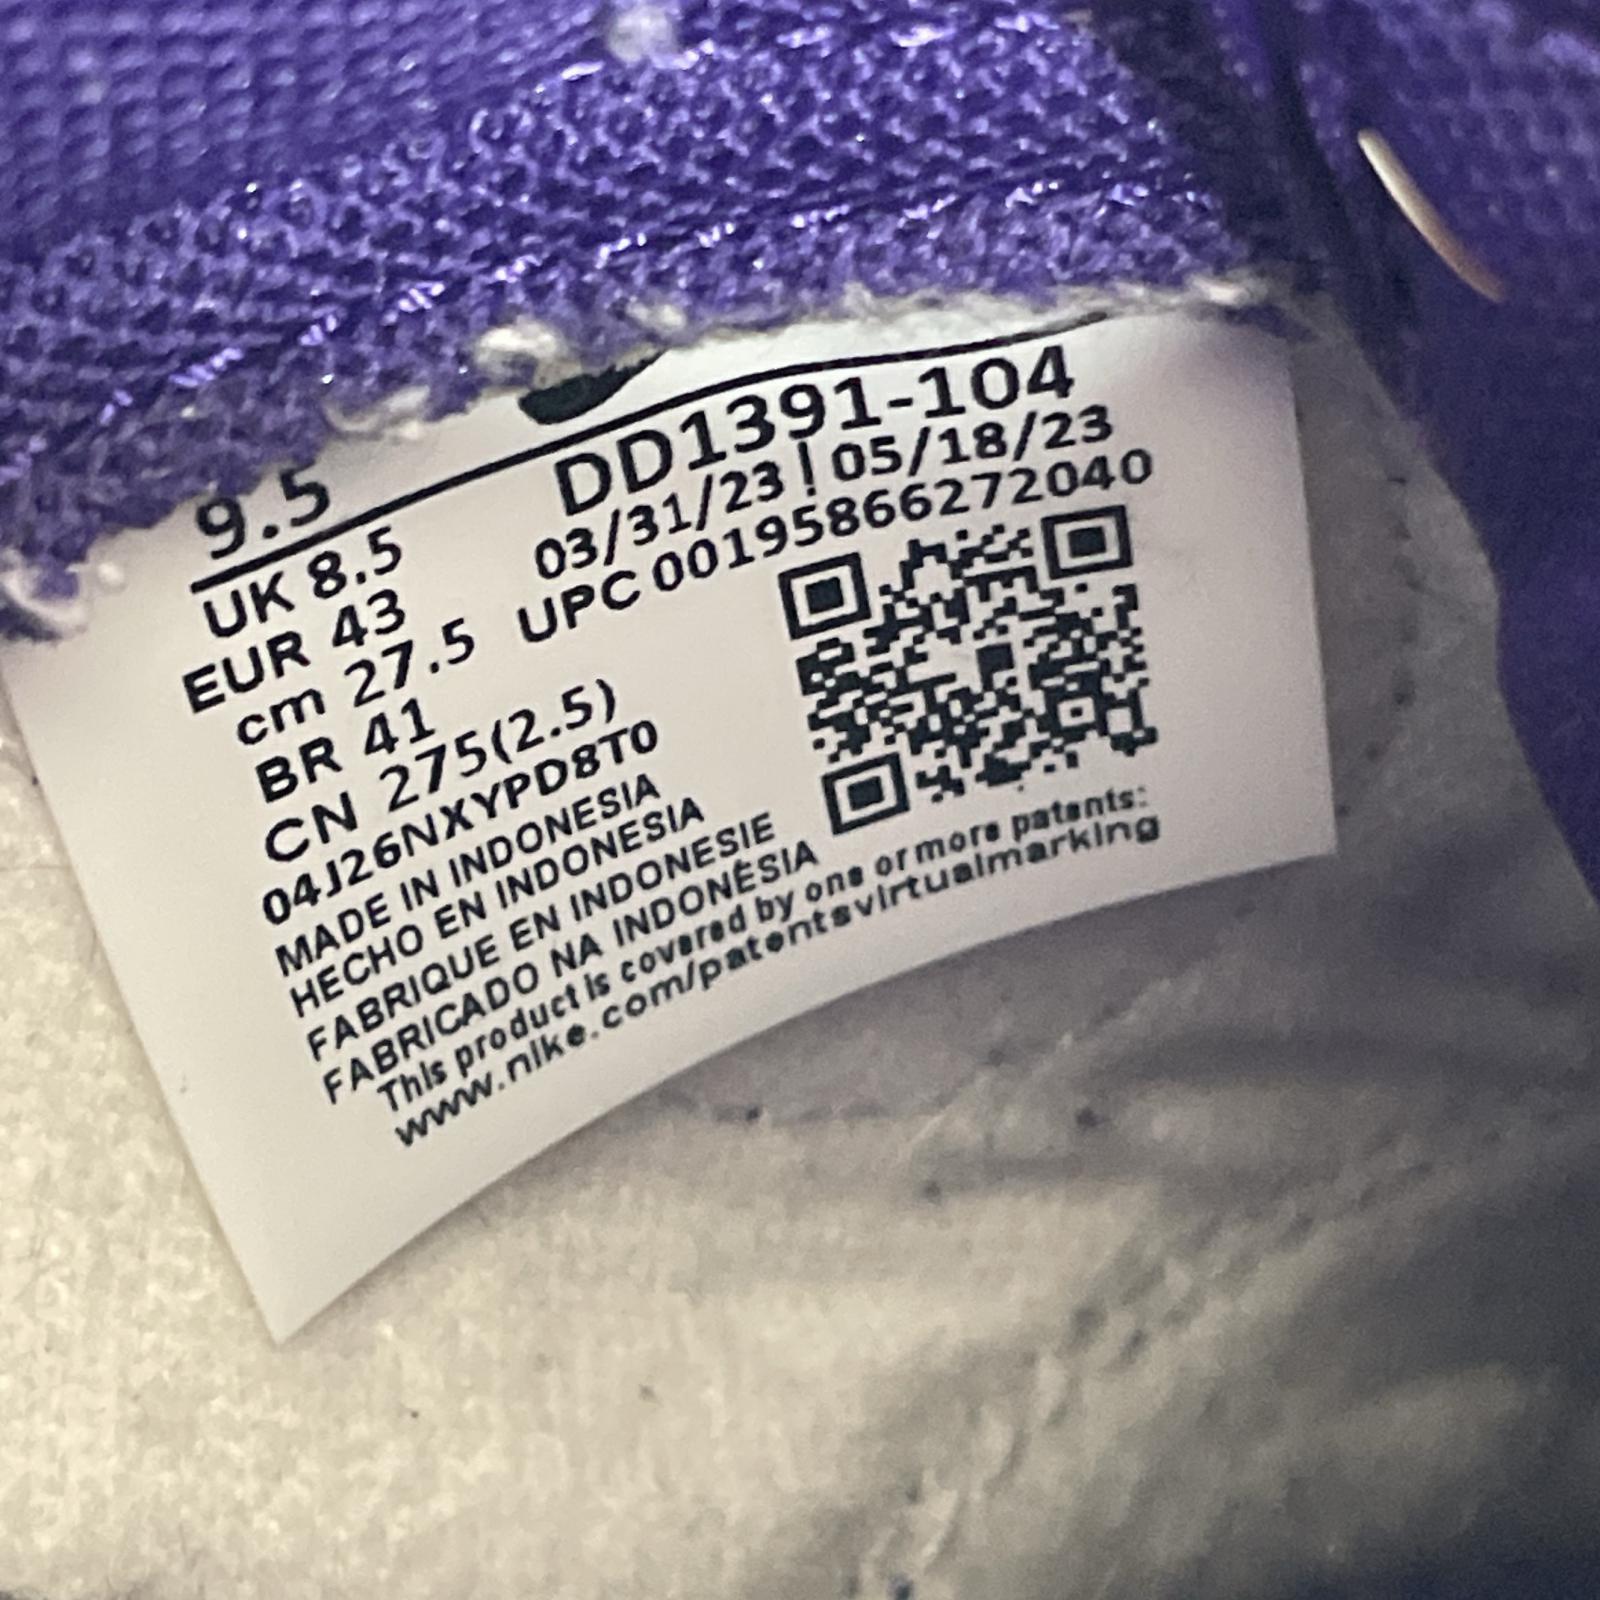 9.5
DD1391-104
UK 8.5
03/31/23 | 05/18/23
EUR 43
UPC 00195866272040
cm 27.5
BR 41
CN 275(2.5)
04J26NXYPD8T0
MADE IN INDONESIA
HECHO EN INDONESIA
FABRIQUE EN INDONESIE
FABRICADO NA INDONÉSIA
This product is covered by one or more patents:
www.nike.com/patentsvirtualmarking